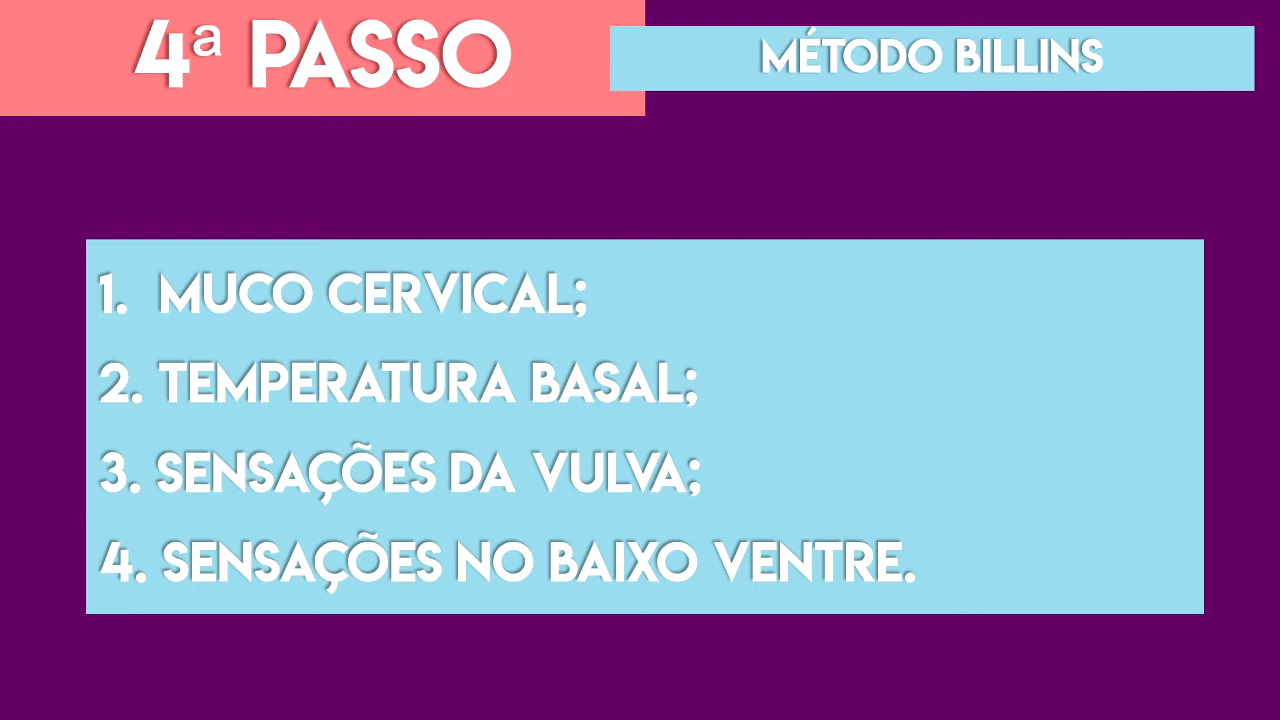 4ª PASSO
MÉTODO BILLINS
1. MUCO CERVICAL;
2. TEMPERATURA BASAL;
3. SENSAÇÕES DA VULVA;
4. SENSAÇÕES NO BAIXO VENTRE.